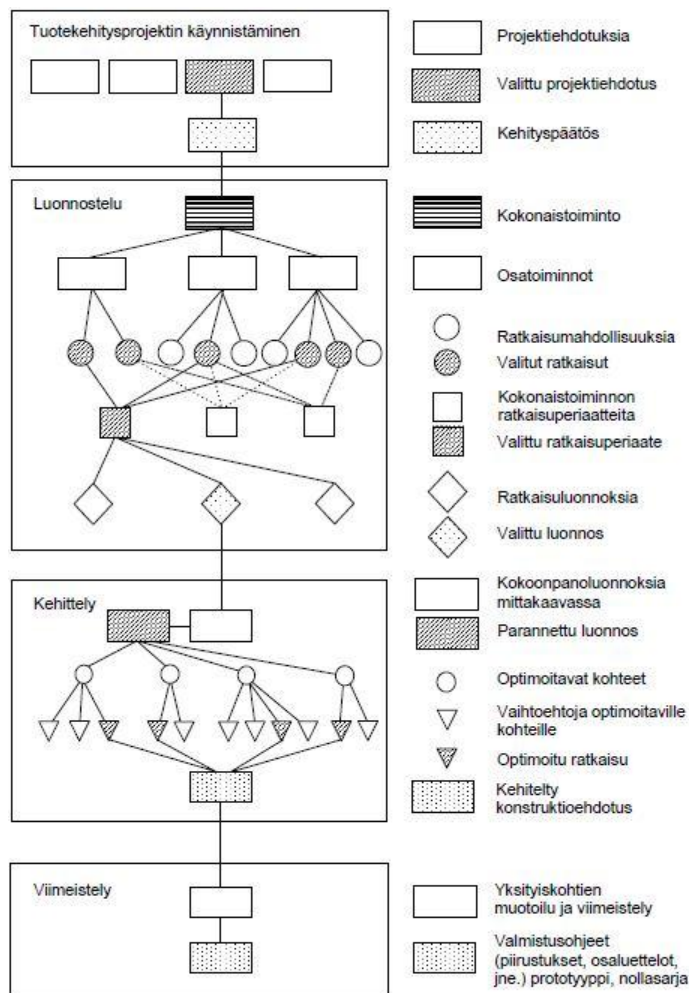 Tuotekehitysprojektin käynnistäminen
Projektiehdotuksia
Valittu projektiehdotus
Kehityspäätös
Luonnostelu
Kokonaistoiminto
Osatoiminnot
Ratkaisumahdollisuuksia
Valitut ratkaisut
Kokonaistoiminnon
ratkaisuperiaatteita
Valittu ratkaisuperiaate
Ratkaisuluonnoksia
Valittu luonnos
Kehittely
Kokoonpanoluonnoksia
mittakaavassa
Parannettu luonnos
Optimoitavat kohteet
Vaihtoehtoja optimoitaville
kohteille
Optimoitu ratkaisu
Kehitelty
konstruktioehdotus
Viimeistely
Yksityiskohtien
muotoilu ja viimeistely
Valmistusohjeet
(piirustukset, osaluettelot,
jne.) prototyyppi, nollasarja